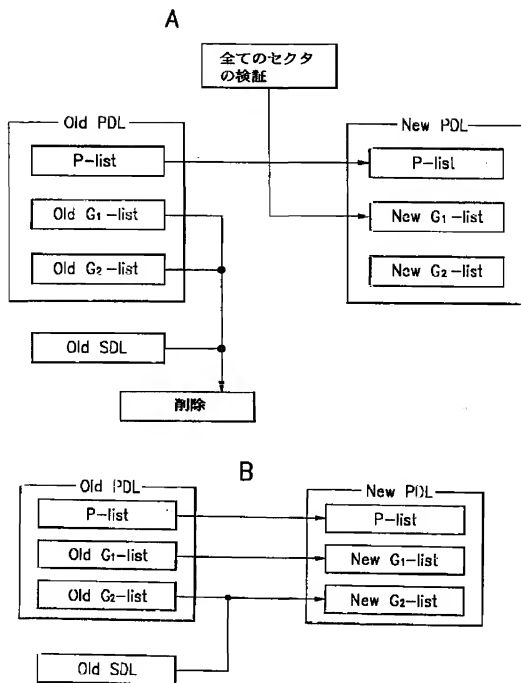 A
全てのセクタ
の検証
Old PDL
P-list
Old G₁-list
Old G₂-list
Old SDL
削除
New PDL
P-list
New G₁-list
New G₂-list
B
Old PDL
P-list
Old G₁-list
Old G₂-list
Old SDL
New PDL
P-list
New G₁-list
New G₂-list